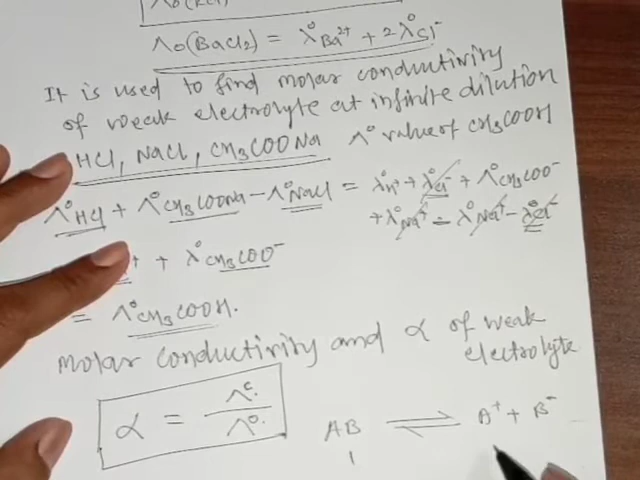 Λo(BaCl2) = λ°Ba²⁺ + 2λ°Cl⁻
It is used to find molar conductivity
of weak electrolyte at infinite dilution
HCl, NaCl, CH3COONa Λ° value of CH3COOH
Λ°HCl + Λ°CH3COONa - Λ°NaCl = λ°H⁺ + λ°Cl⁻ + Λ°CH3COO⁻
+ λ°Na⁺ = λ°Na⁺ - λ°Cl⁻
+ λ°CH3COO⁻
= Λ°CH3COOH.
molar conductivity and α of weak
electrolyte
α = Λᶜ. / Λ°.
AB ⇌ A⁺ + B⁻
1